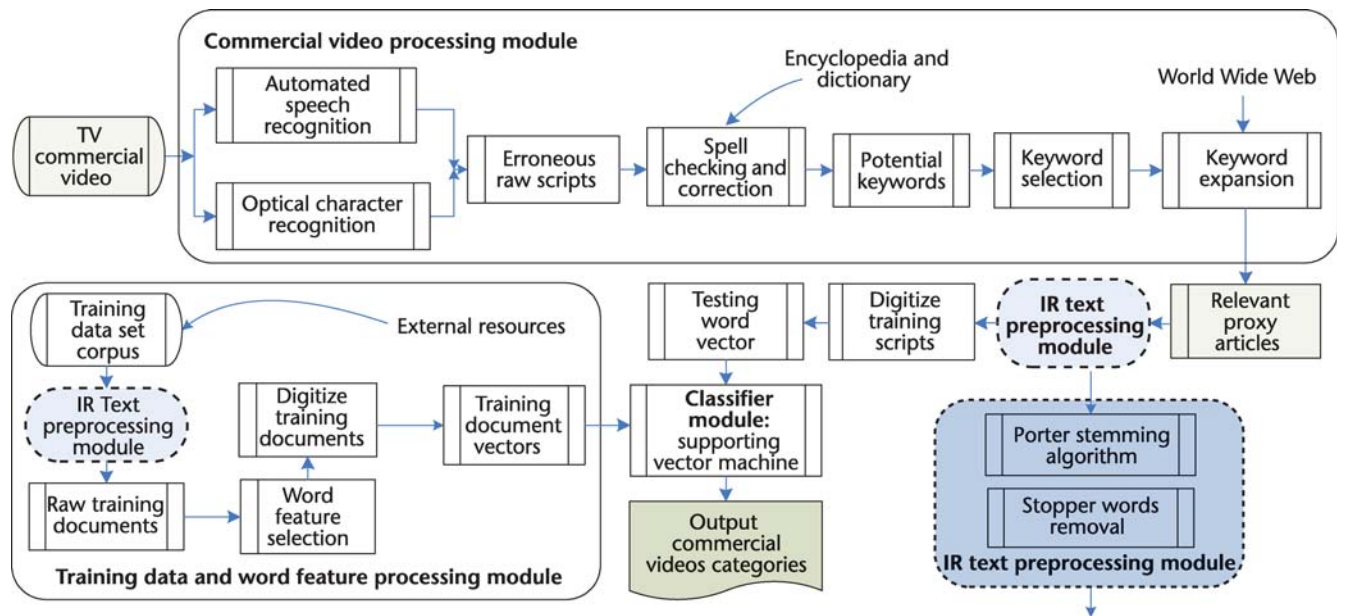 Commercial video processing module
TV
commercial
video
Automated
speech
recognition
Optical character
recognition
Erroneous
raw scripts
Encyclopedia and
dictionary
Spell
checking and
correction
Potential
keywords
Keyword
selection
World Wide Web
Keyword
expansion
Relevant
proxy
articles
IR text
preprocessing
module
Digitize
training
scripts
Testing
word
vector
Training
data set
corpus
External resources
IR Text
preprocessing
module
Raw training
documents
Word
feature
selection
Digitize
training
documents
Training
document
vectors
Training data and word feature processing module
Classifier
module:
supporting
vector machine
Output
commercial
videos categories
Porter stemming
algorithm
Stopper words
removal
IR text preprocessing module